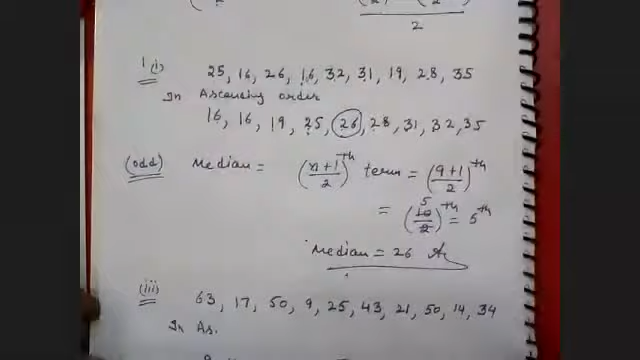 2
1 (i) 25, 16, 26, 16, 32, 31, 19, 28, 35
In Ascending order
16, 16, 19, 25, 26, 28, 31, 32, 35
(odd) Median = (n+1/2)th term = (9+1/2)th
= (10/2)th = 5th
Median = 26
(iii) 63, 17, 50, 9, 25, 43, 21, 50, 14, 34
In As.